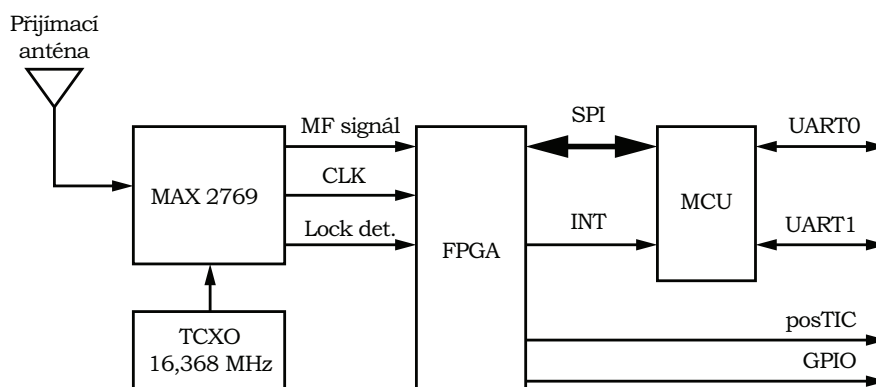 Přijímací
anténa
MAX 2769
TCXO
16,368 MHz
MF signál
CLK
Lock det.
FPGA
SPI
INT
MCU
UART0
UART1
posTIC
GPIO